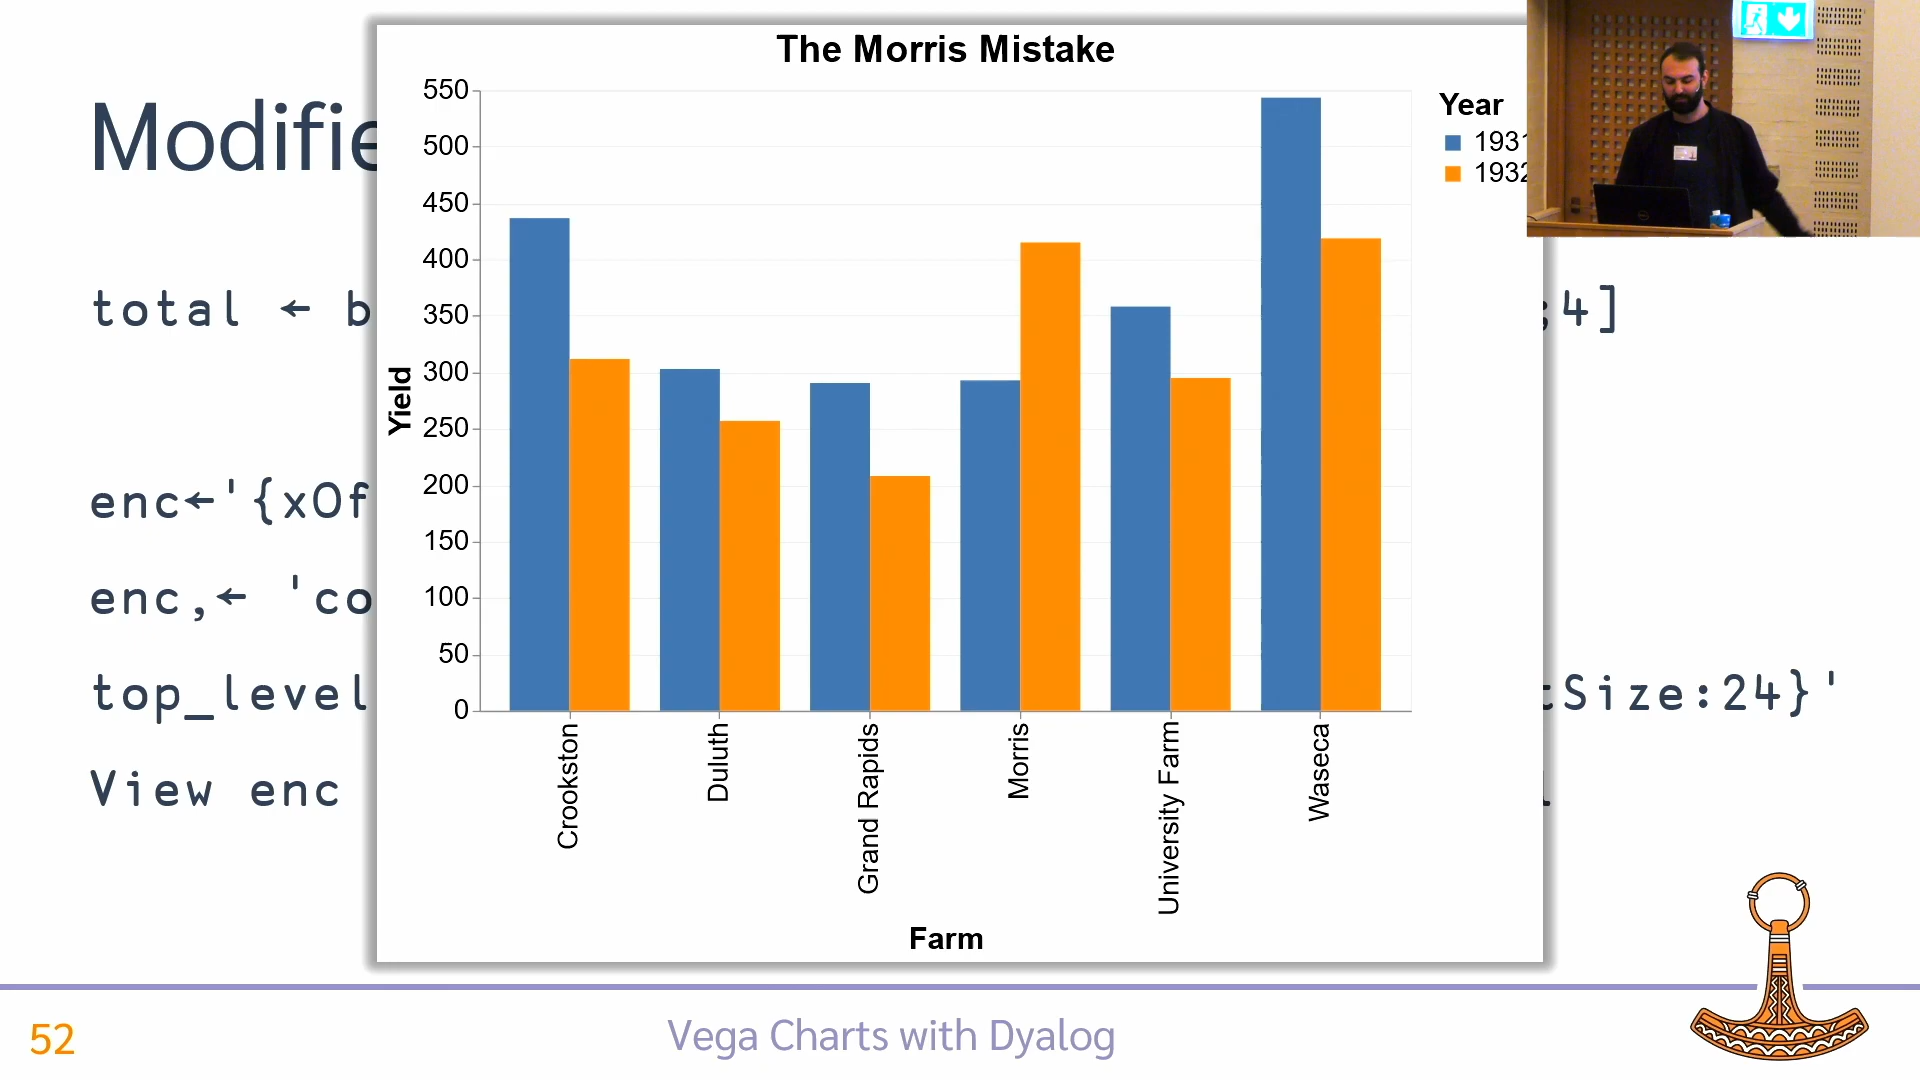 The Morris Mistake
Modifie
Year
1931
1932
550
500
450
400
350
300
250
200
150
100
50
0
Yield
Crookston
Duluth
Grand Rapids
Morris
University Farm
Waseca
Farm
total ← b ;4]
enc←'{xOf
enc,← 'co
top_level tSize:24}'
View enc l
52
Vega Charts with Dyalog